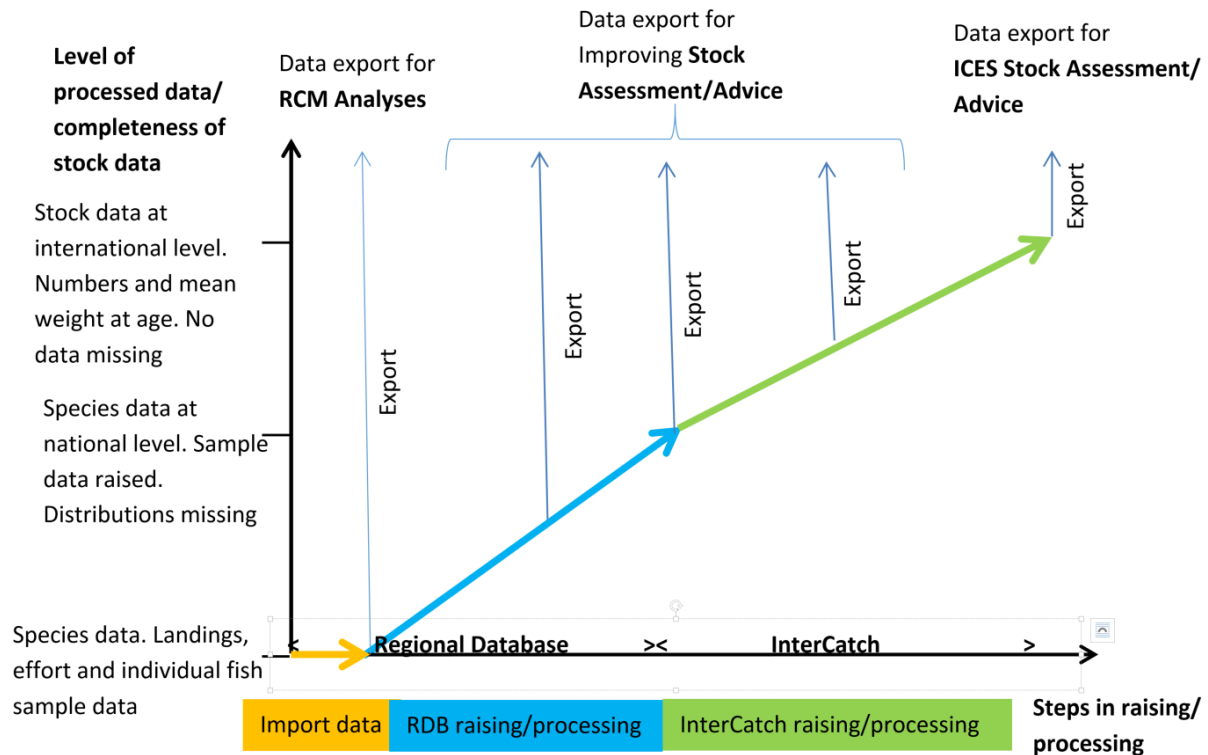 Level of
processed data/
completeness of
stock data
Data export for
RCM Analyses
Data export for
Improving Stock
Assessment/Advice
Data export for
ICES Stock Assessment/
Advice
Stock data at
international level.
Numbers and mean
weight at age. No
data missing
Species data at
national level. Sample
data raised.
Distributions missing
Species data. Landings,
effort and individual fish
sample data
Export
Export
Export
Export
Export
< Regional Database >< InterCatch >
Import data RDB raising/processing InterCatch raising/processing
Steps in raising/
processing